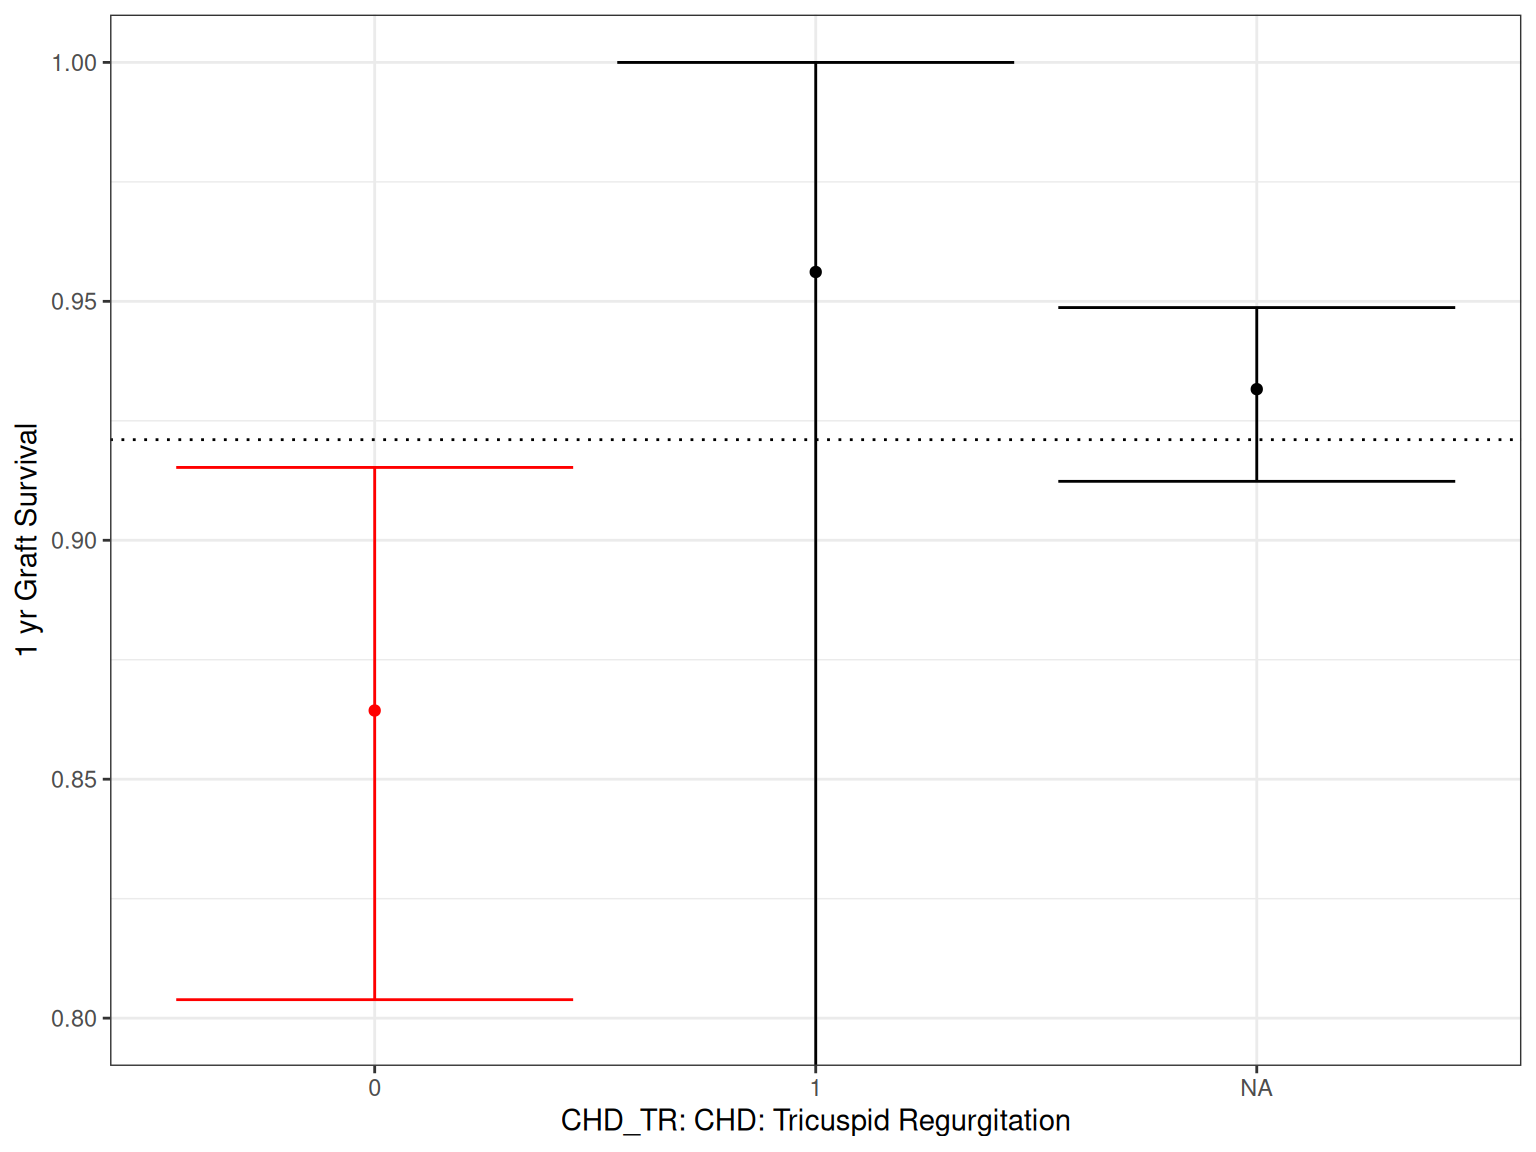 1.00
0.95
0.90
0.85
0.80
1 yr Graft Survival
0 1 NA
CHD_TR: CHD: Tricuspid Regurgitation